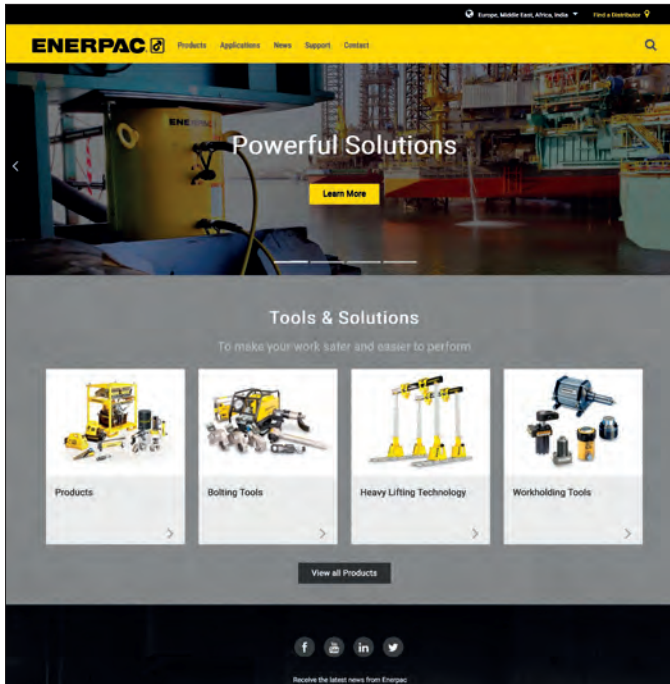 Europe, Middle East, Africa, India Find a Distributor
ENERPAC Products Applications News Support Contact
ENERPAC
Powerful Solutions
Learn More
Tools & Solutions
To make your work safer and easier to perform
Products Bolting Tools Heavy Lifting Technology Workholding Tools
View all Products
Receive the latest news from Enerpac